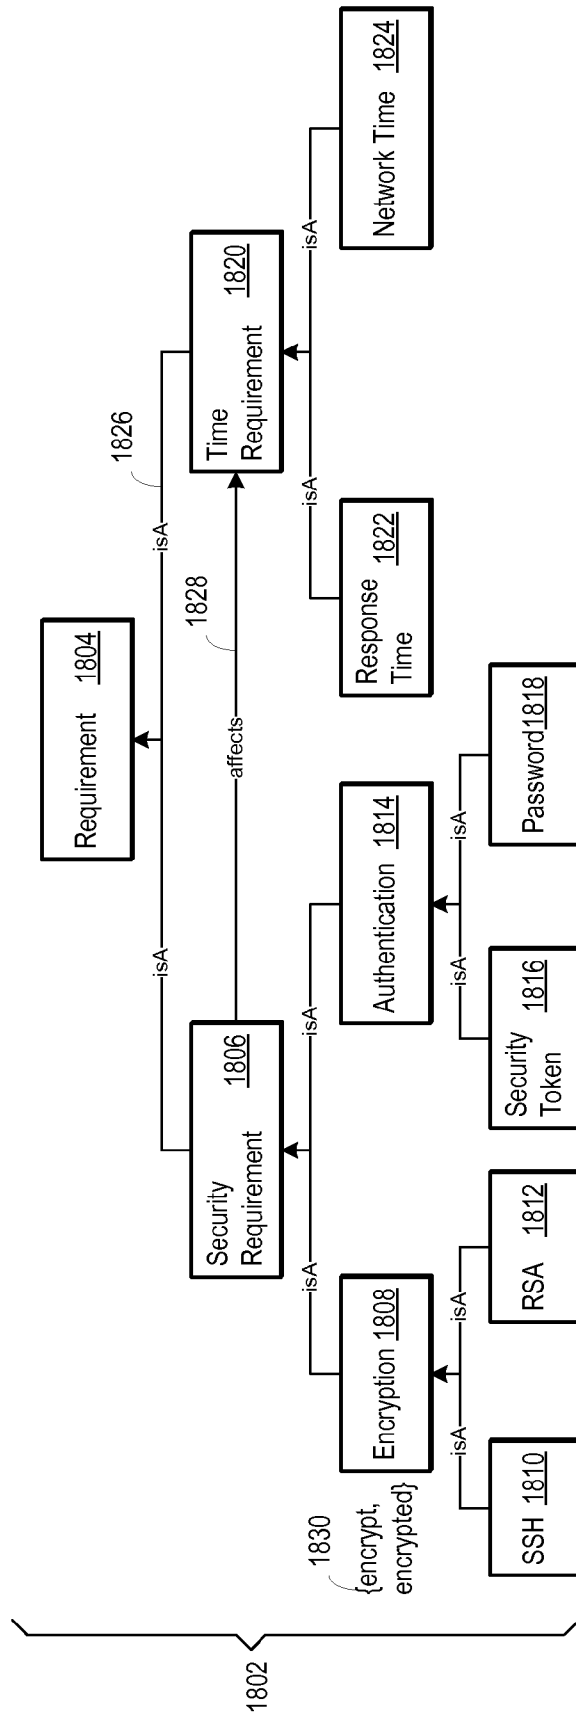 1802
Requirement 1804
isA
isA
1826
Security
Requirement 1806
affects
1828
Time
Requirement 1820
isA
isA
isA
isA
1830
{encrypt,
encrypted}
Encryption 1808
Authentication 1814
Response
Time 1822
Network Time 1824
isA
isA
isA
isA
SSH 1810
RSA 1812
Security
Token 1816
Password1818